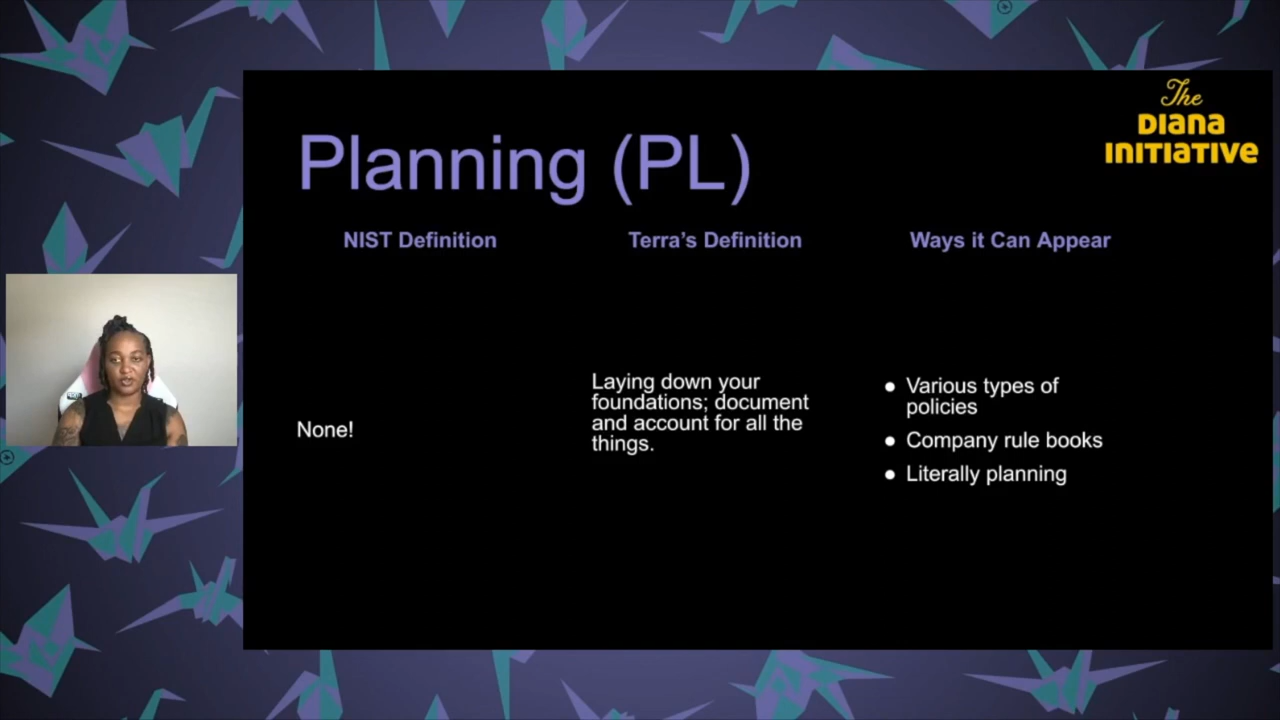 The
DIANA
INITIATIVE
Planning (PL)
NIST Definition
Terra's Definition
Ways it Can Appear
None!
Laying down your
foundations; document
and account for all the
things.
● Various types of
policies
● Company rule books
● Literally planning